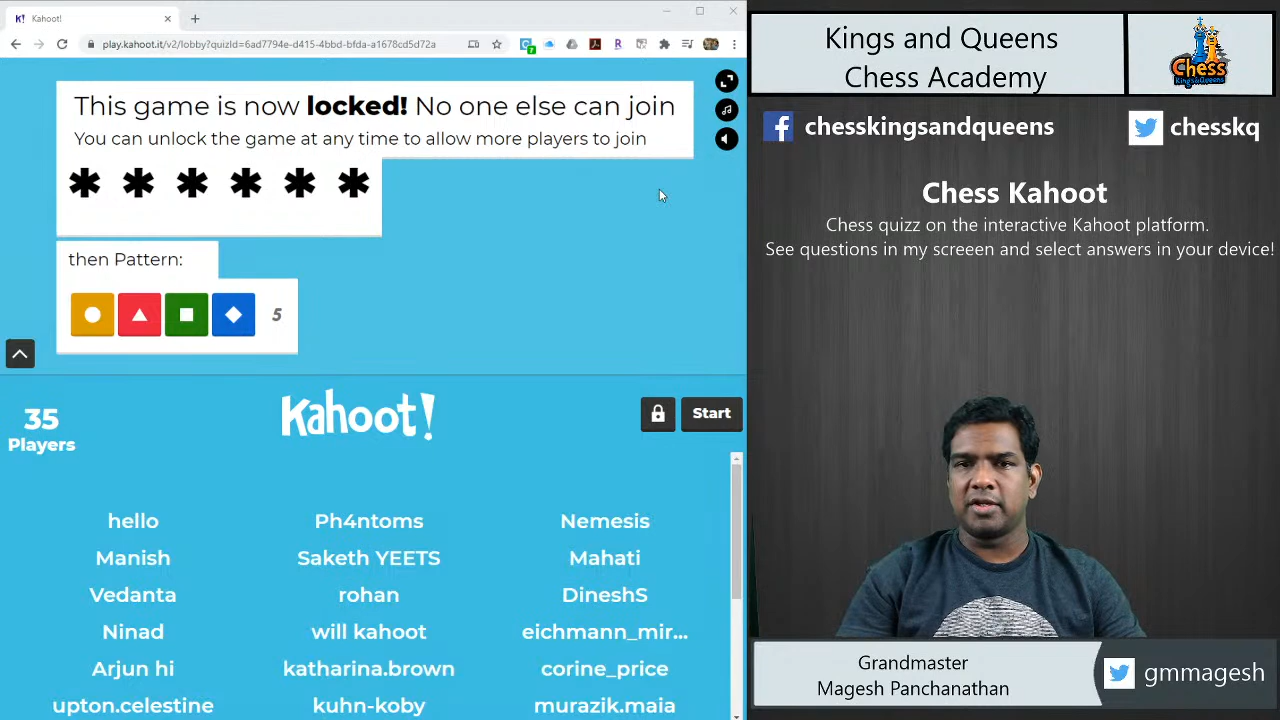 K! Kahoot!
play.kahoot.it/v2/lobby?quizId=6ad7794e-d415-4bbd-bfda-a1678cd5d72a
This game is now locked! No one else can join
You can unlock the game at any time to allow more players to join
* * * * * *
then Pattern:
5
35
Players
Kahoot!
Start
hello Ph4ntoms Nemesis
Manish Saketh YEETS Mahati
Vedanta rohan DineshS
Ninad will kahoot eichmann_mir...
Arjun hi katharina.brown corine_price
upton.celestine kuhn-koby murazik.maia
Kings and Queens
Chess Academy
Chess
Kings&Queens
chesskingsandqueens
chesskq
Chess Kahoot
Chess quizz on the interactive Kahoot platform.
See questions in my screeen and select answers in your device!
Grandmaster
Magesh Panchanathan
gmmagesh